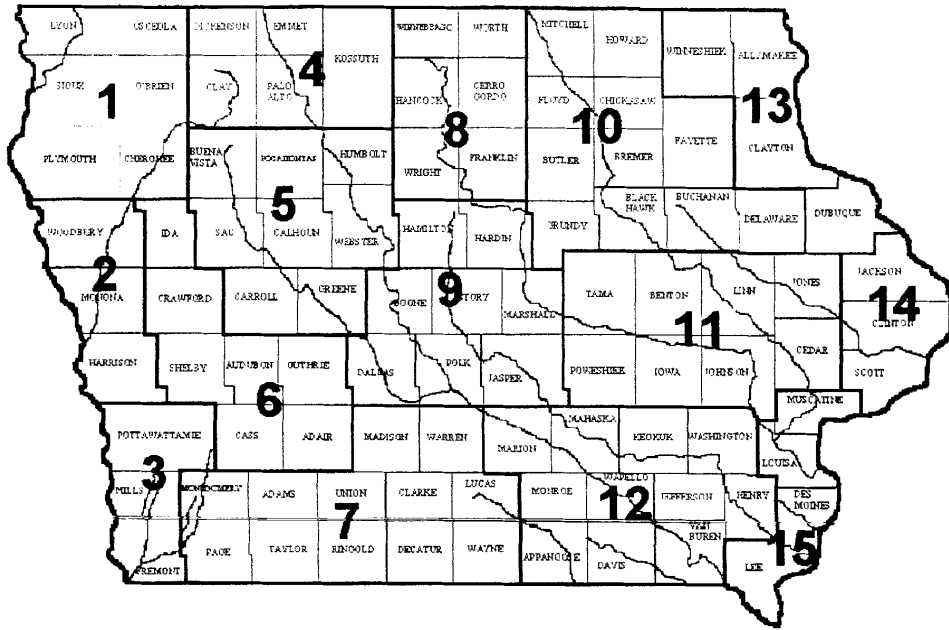 LYON OSCEOLA DICKENSON EMMET WINNEBAGO WORTH MITCHELL HOWARD WINNESHIEK ALLAMAKEE
KOSSUTH
4
SIOUX O'BRIEN CLAY PALO ALTO HANCOCK CERRO GORDO FLOYD CHICKASAW
1 8 10 13
PLYMOUTH CHEROKEE BUENA VISTA POCAHONTAS HUMBOLT WRIGHT FRANKLIN BUTLER BREMER FAYETTE CLAYTON
5
WOODBURY IDA SAC CALHOUN WEBSTER HAMILTON HARDIN GRUNDY BLACK HAWK BUCHANAN DELAWARE DUBUQUE
2 9
MONONA CRAWFORD CARROLL GREENE BOONE STORY MARSHALL TAMA BENTON LINN JONES JACKSON
14
CLINTON
11
HARRISON SHELBY AUDUBON GUTHRIE DALLAS POLK JASPER POWESHIEK IOWA JOHNSON CEDAR SCOTT
6
MUSCATINE
POTTAWATTAMIE CASS ADAIR MADISON WARREN MARION MAHASKA KEOKUK WASHINGTON LOUISA
3
MILLS MONTGOMERY ADAMS UNION CLARKE LUCAS MONROE WAPELLO JEFFERSON HENRY DES MOINES
7 12
FREMONT PAGE TAYLOR RINGOLD DECATUR WAYNE APPANOOSE DAVIS VAN BUREN LEE
15